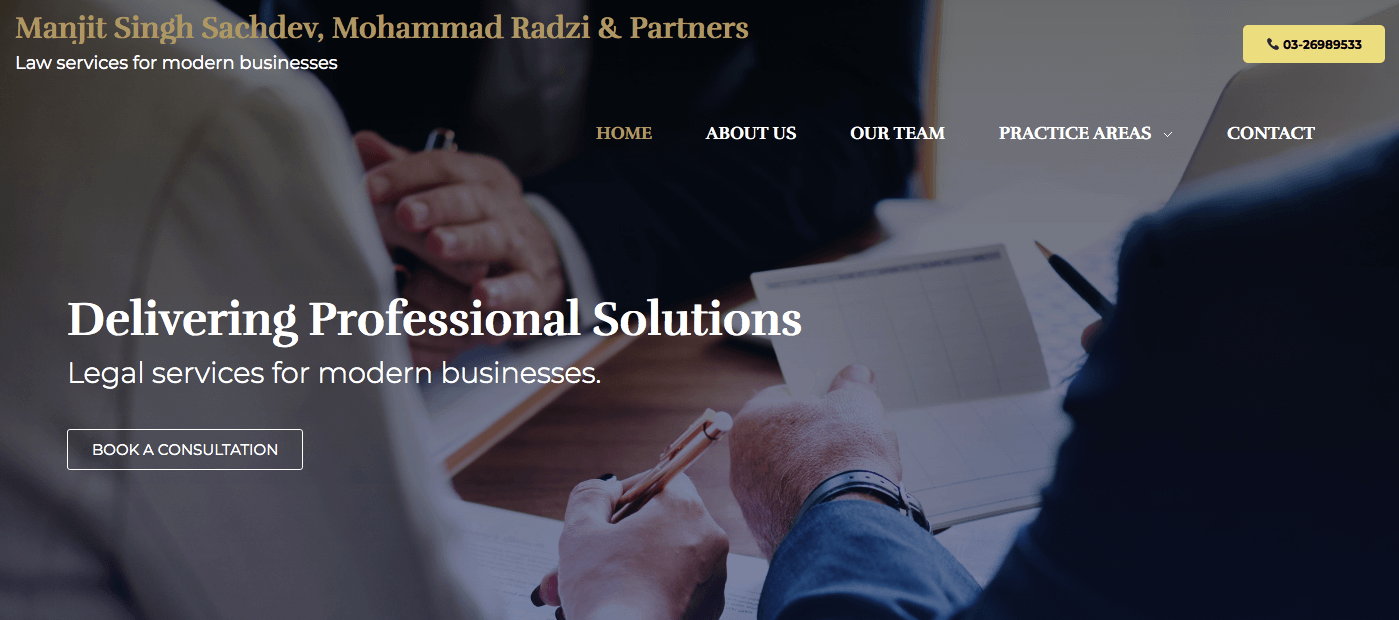 Manjit Singh Sachdev, Mohammad Radzi & Partners
Law services for modern businesses
03-26989533
HOME ABOUT US OUR TEAM PRACTICE AREAS CONTACT
Delivering Professional Solutions
Legal services for modern businesses.
BOOK A CONSULTATION